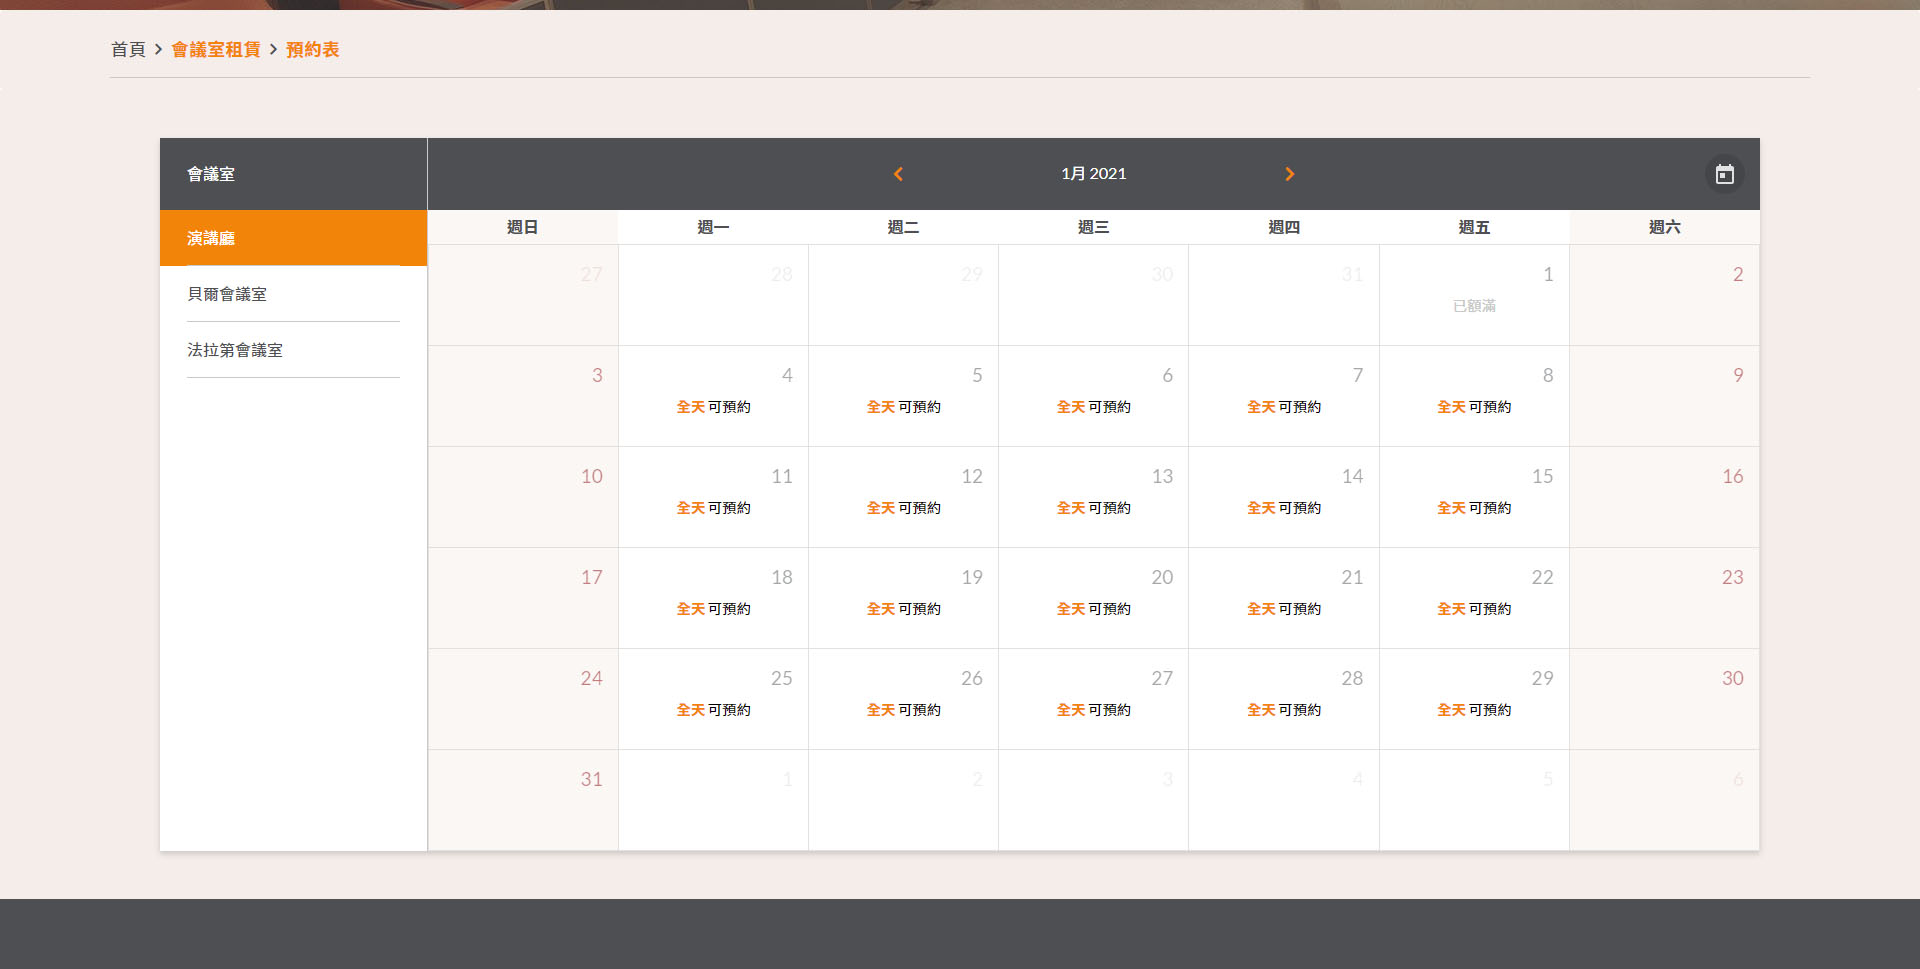 首頁 > 會議室租賃 > 預約表
會議室
1月 2021
演講廳
貝爾會議室
法拉第會議室
週日 週一 週二 週三 週四 週五 週六
27 28 29 30 31 1 2
已額滿
3 4 5 6 7 8 9
全天 可預約 全天 可預約 全天 可預約 全天 可預約 全天 可預約
10 11 12 13 14 15 16
全天 可預約 全天 可預約 全天 可預約 全天 可預約 全天 可預約
17 18 19 20 21 22 23
全天 可預約 全天 可預約 全天 可預約 全天 可預約 全天 可預約
24 25 26 27 28 29 30
全天 可預約 全天 可預約 全天 可預約 全天 可預約 全天 可預約
31 1 2 3 4 5 6